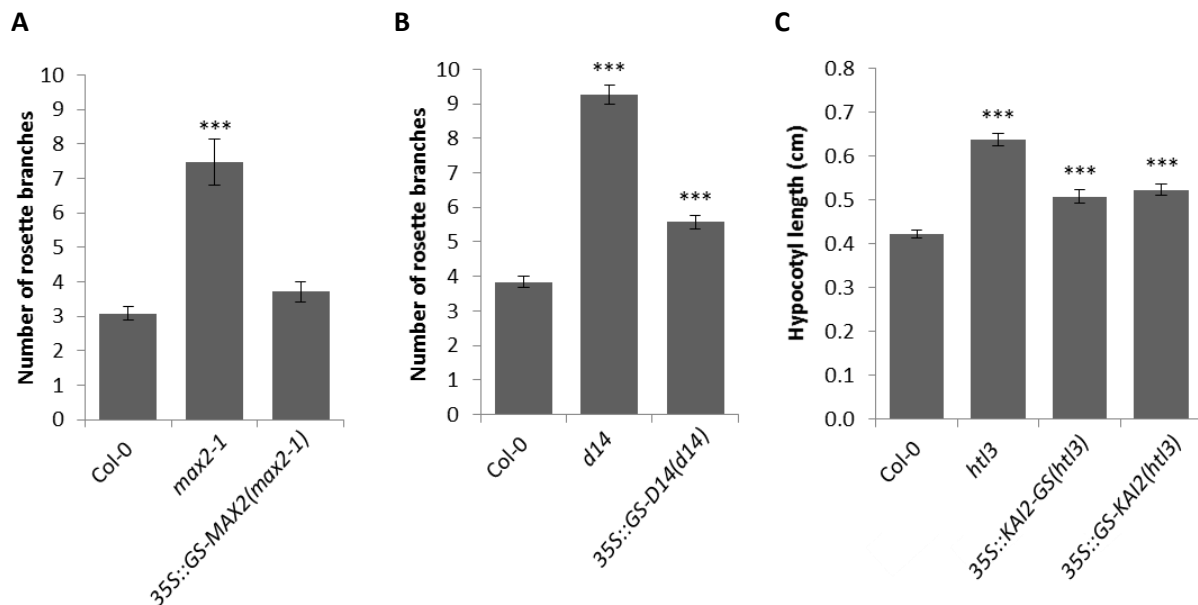 A
Number of rosette branches
10
9
8
7
6
5
4
3
2
1
0
***
Col-0
max2-1
35S::GS-MAX2(max2-1)
B
Number of rosette branches
10
9
8
7
6
5
4
3
2
1
0
***
***
Col-0
d14
35S::GS-D14(d14)
C
Hypocotyl length (cm)
0.8
0.7
0.6
0.5
0.4
0.3
0.2
0.1
0.0
***
***
***
Col-0
htl3
35S::KAI2-GS(htl3)
35S::GS-KAI2(htl3)